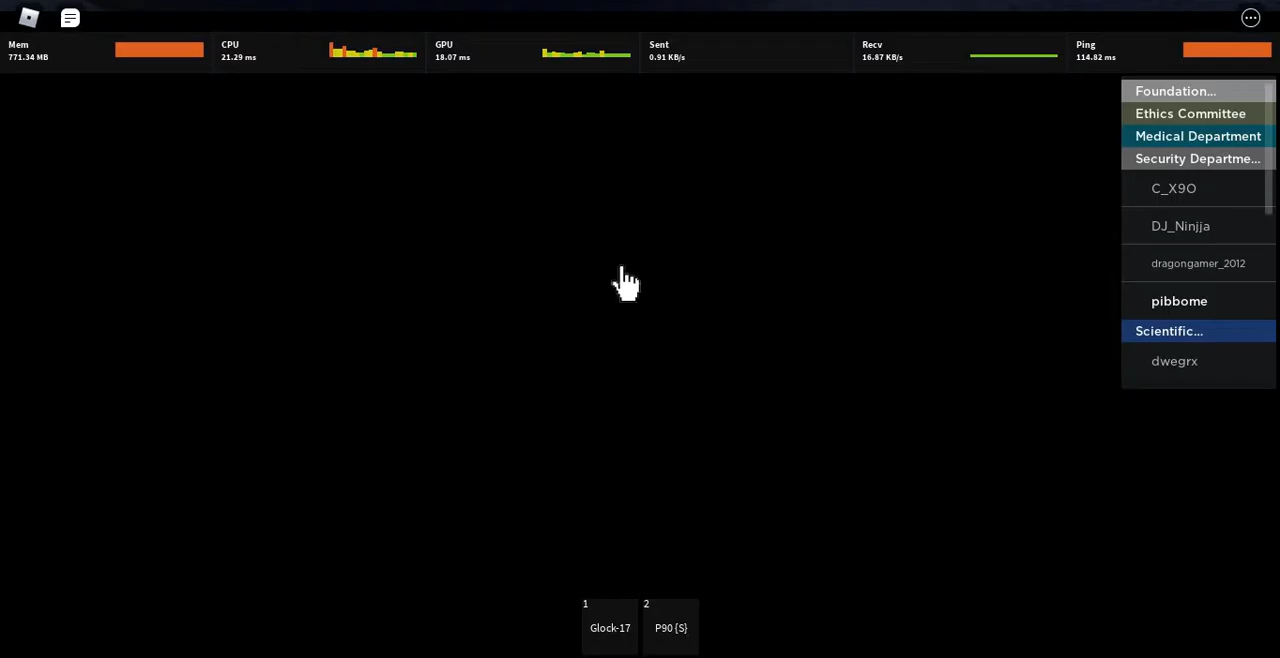 Mem
771.34 MB
CPU
21.29 ms
GPU
18.07 ms
Sent
0.91 KB/s
Recv
16.87 KB/s
Ping
114.82 ms
Foundation...
Ethics Committee
Medical Department
Security Departme...
C_X9O
DJ_Ninjja
dragongamer_2012
pibbome
Scientific...
dwegrx
1
Glock-17
2
P90 {S}